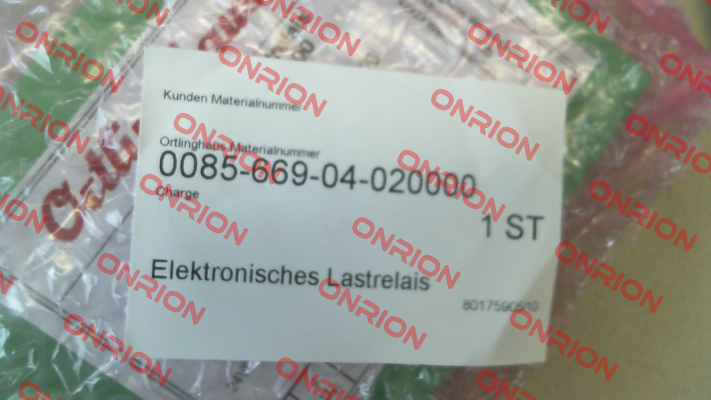 Kunden Materialnummer
Ortlinghaus Materialnummer
0085-669-04-020000
Charge
1 ST
Elektronisches Lastrelais
ONRION